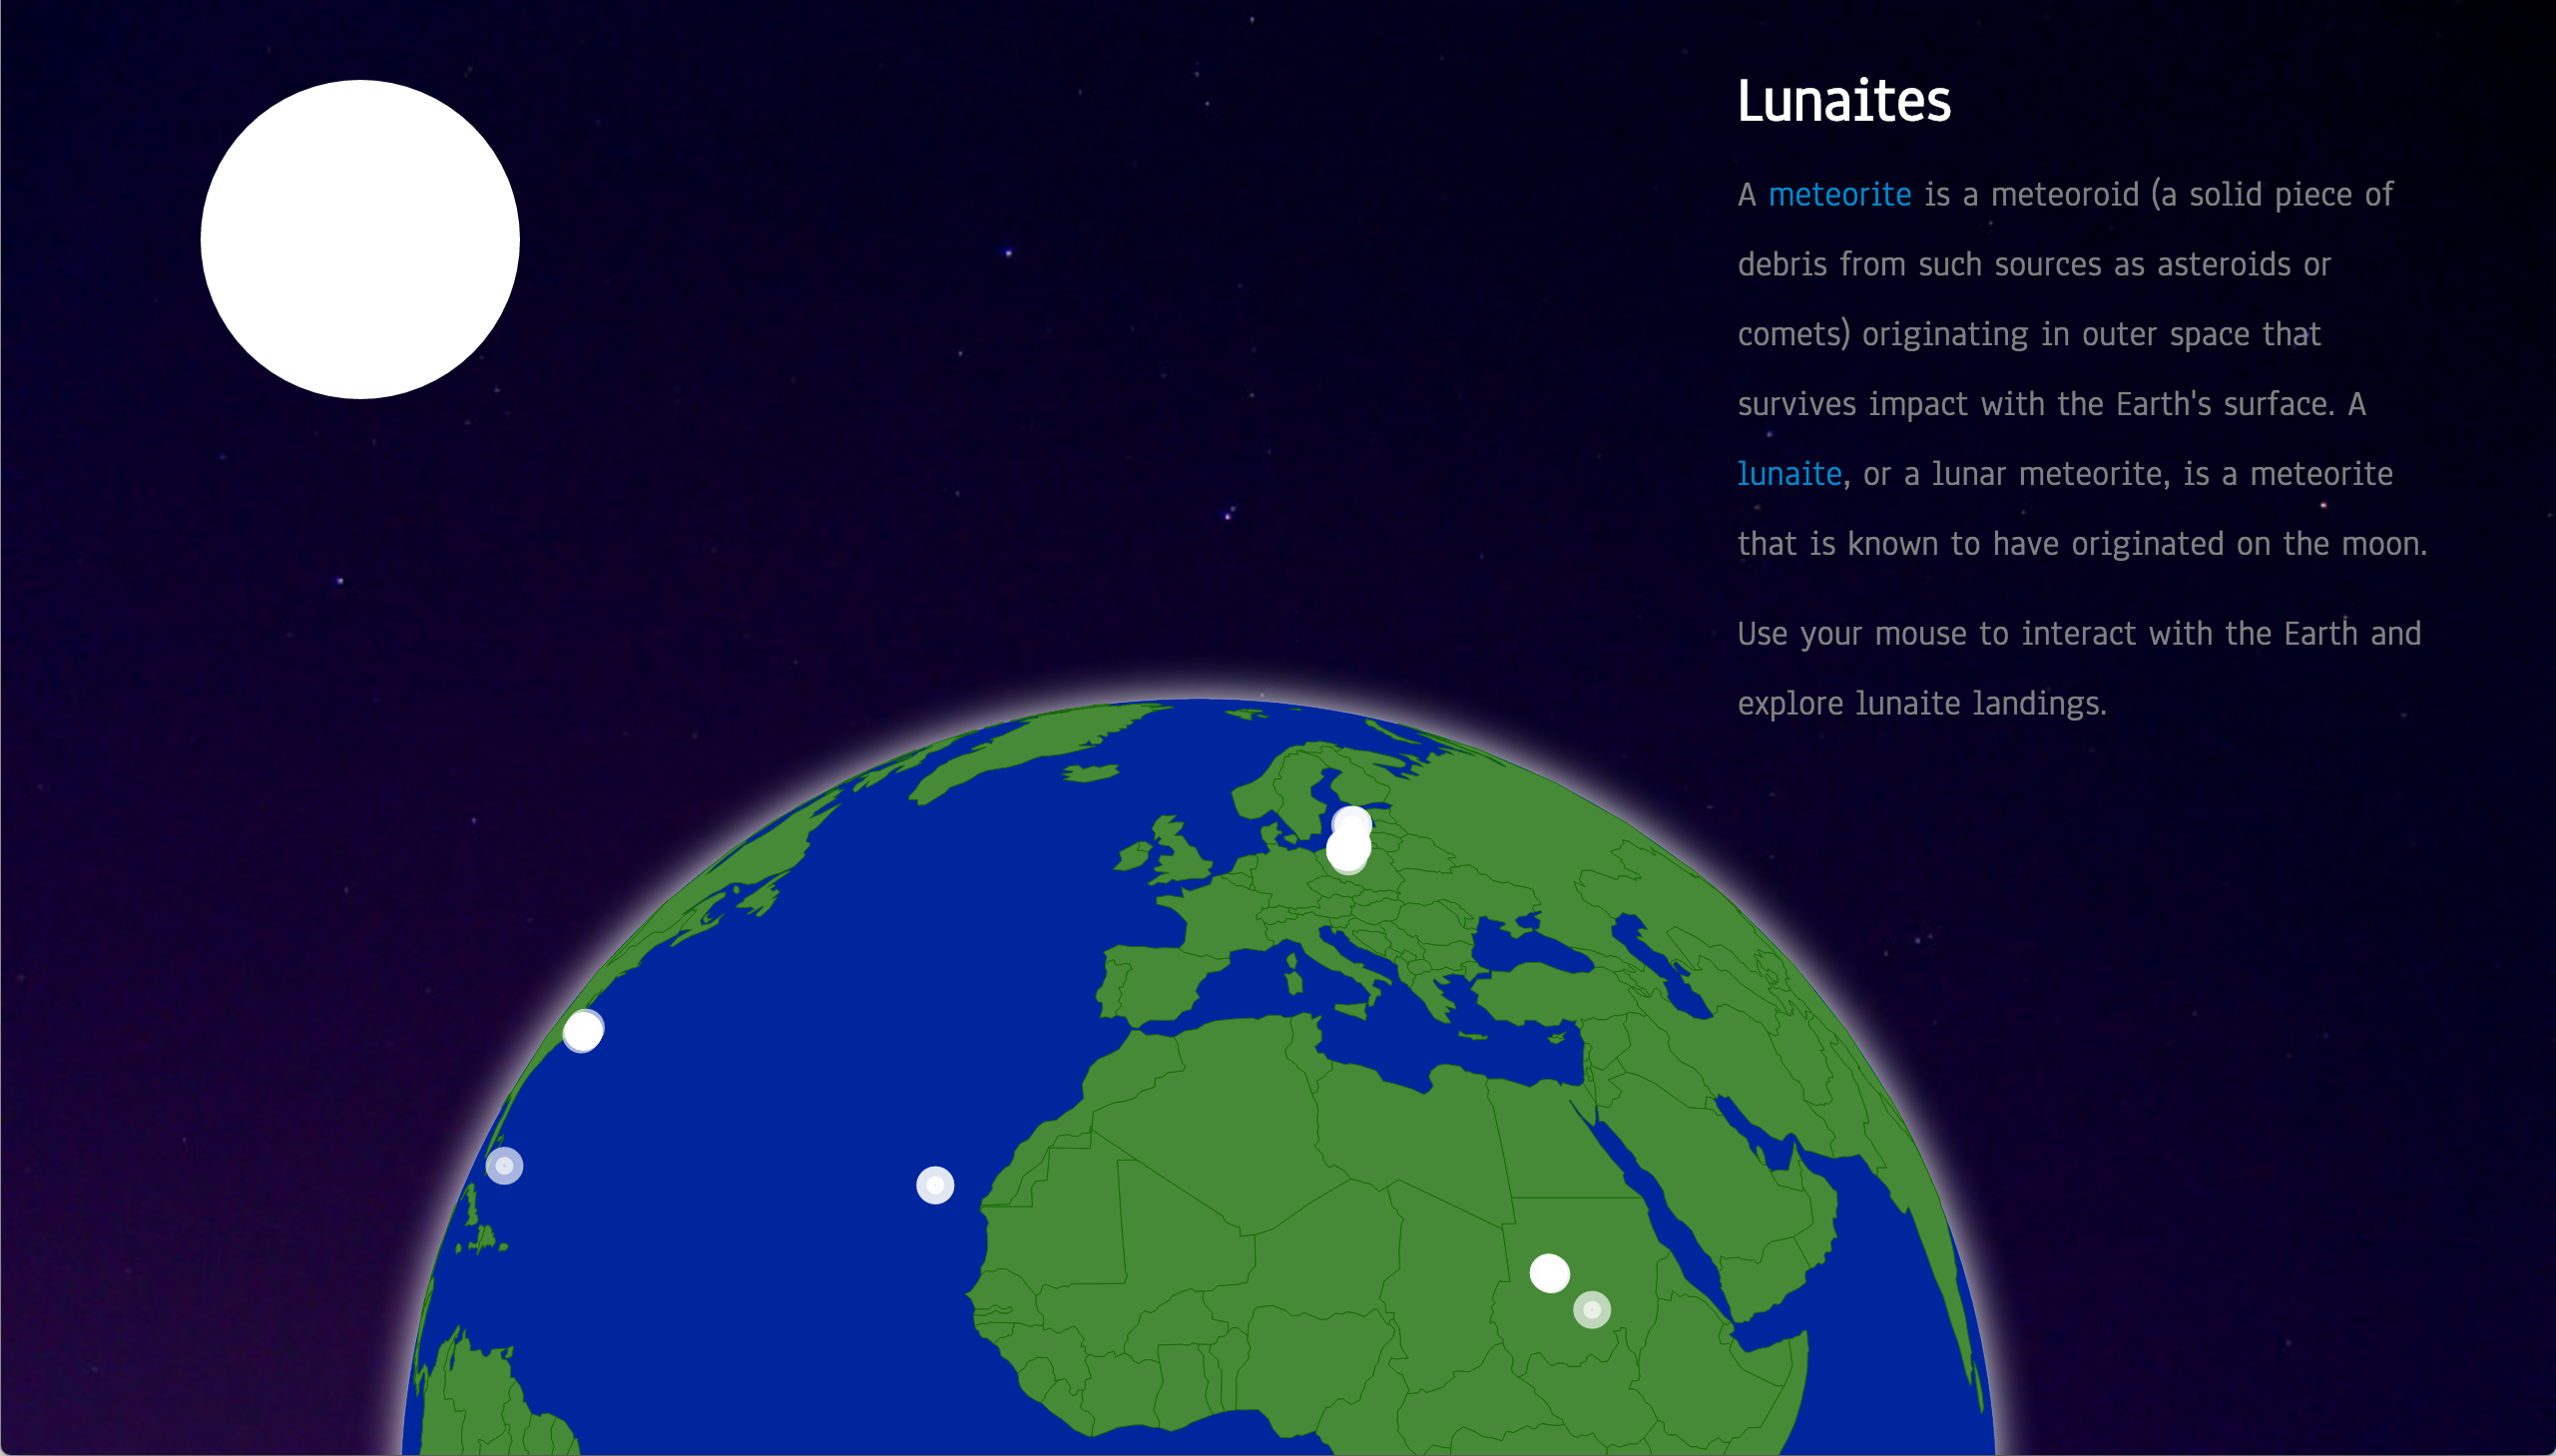 Lunaites
A meteorite is a meteoroid (a solid piece of
debris from such sources as asteroids or
comets) originating in outer space that
survives impact with the Earth's surface. A
lunaite, or a lunar meteorite, is a meteorite
that is known to have originated on the moon.
Use your mouse to interact with the Earth and
explore lunaite landings.